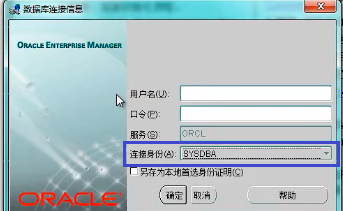 数据库连接信息
ORACLE ENTERPRISE MANAGER
用户名(U):
口令(P):
服务(S): ORCL
连接身份(A): SYSDBA
另存为本地首选身份证明(C)
确定 取消 帮助
ORACLE